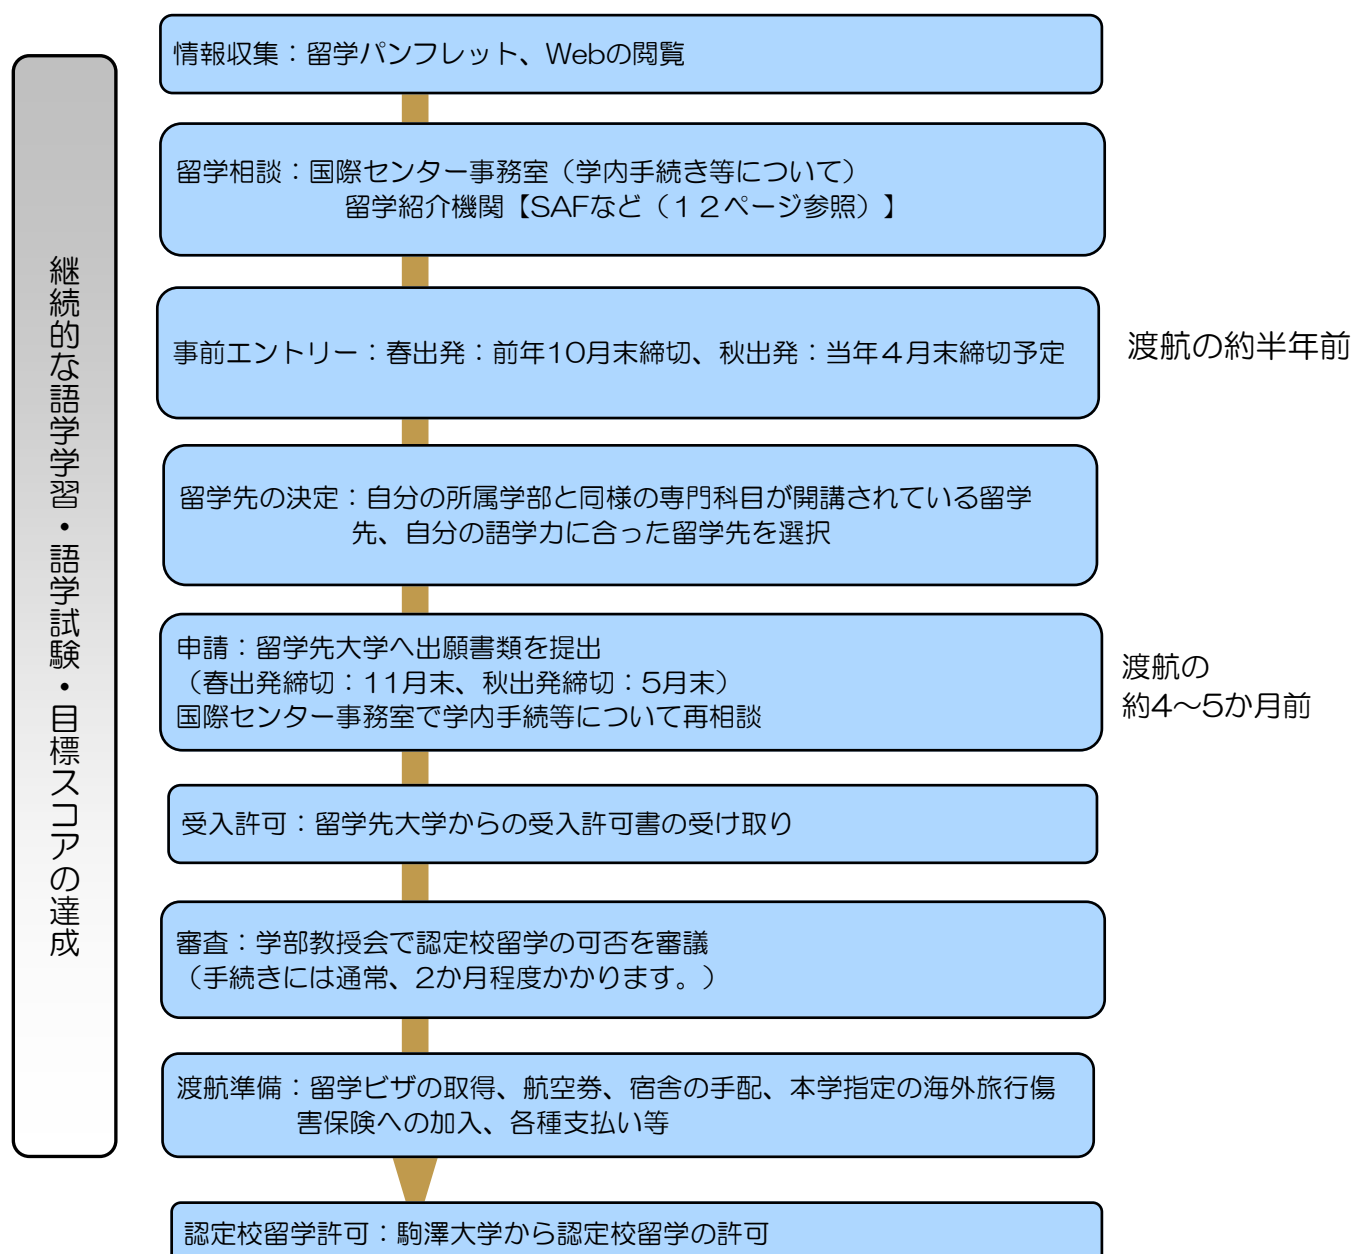 情報収集：留学パンフレット、Webの閲覧
留学相談：国際センター事務室（学内手続き等について）
留学紹介機関【SAFなど（１２ページ参照）】
事前エントリー：春出発：前年10月末締切、秋出発：当年４月末締切予定
渡航の約半年前
留学先の決定：自分の所属学部と同様の専門科目が開講されている留学
先、自分の語学力に合った留学先を選択
申請：留学先大学へ出願書類を提出
（春出発締切：11月末、秋出発締切：5月末）
国際センター事務室で学内手続等について再相談
渡航の
約4～5か月前
受入許可：留学先大学からの受入許可書の受け取り
審査：学部教授会で認定校留学の可否を審議
（手続きには通常、2か月程度かかります。）
渡航準備：留学ビザの取得、航空券、宿舎の手配、本学指定の海外旅行傷
害保険への加入、各種支払い等
認定校留学許可：駒澤大学から認定校留学の許可
継続的な語学学習・語学試験・目標スコアの達成